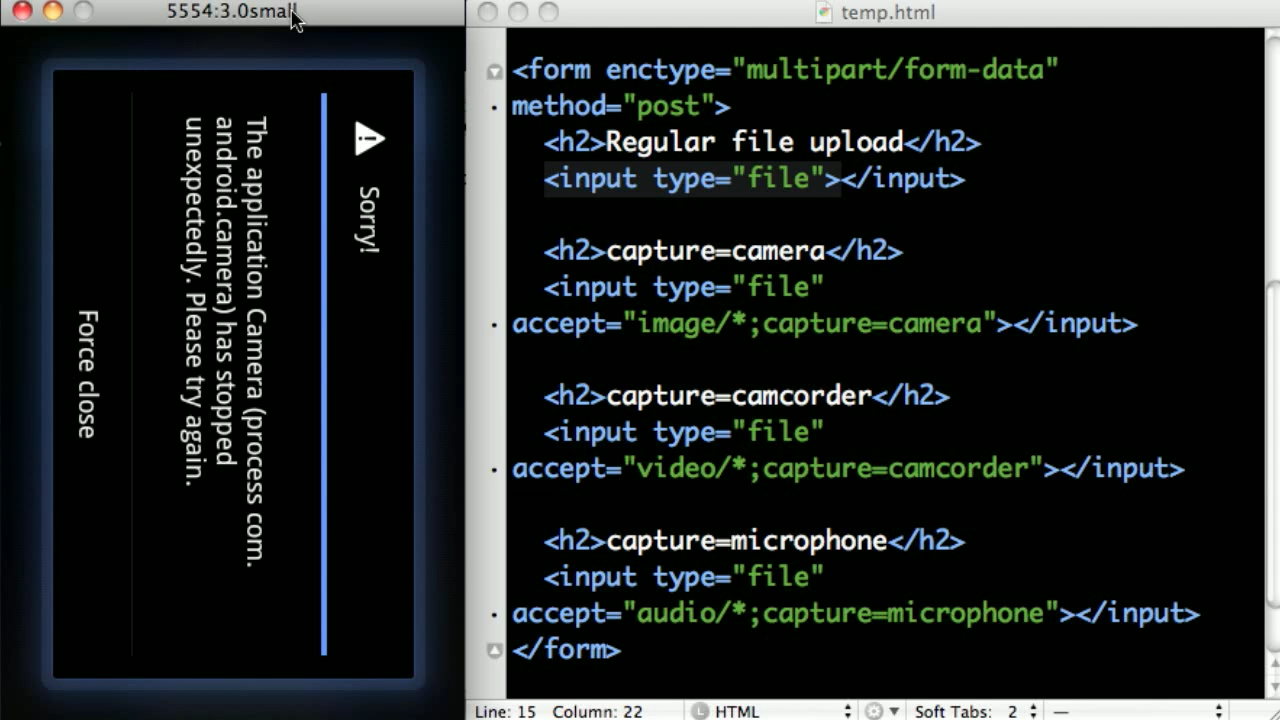 5554:3.0small
Sorry!
The application Camera (process com.
android.camera) has stopped
unexpectedly. Please try again.
Force close
temp.html
<form enctype="multipart/form-data"
method="post">
<h2>Regular file upload</h2>
<input type="file"></input>
<h2>capture=camera</h2>
<input type="file"
accept="image/*;capture=camera"></input>
<h2>capture=camcorder</h2>
<input type="file"
accept="video/*;capture=camcorder"></input>
<h2>capture=microphone</h2>
<input type="file"
accept="audio/*;capture=microphone"></input>
</form>
Line: 15 Column: 22 L HTML Soft Tabs: 2 —